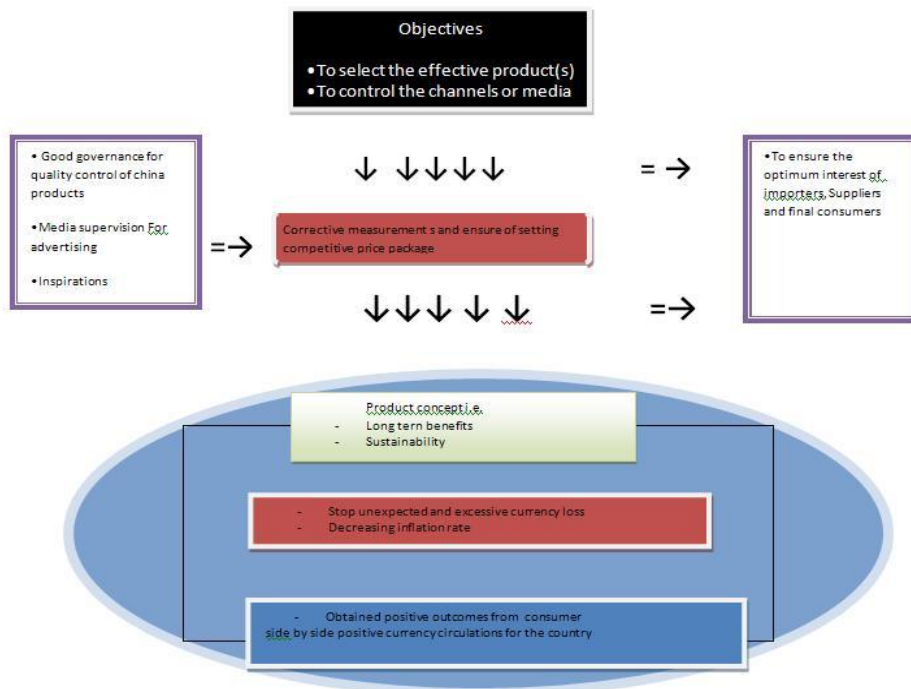 Objectives
•To select the effective product(s)
•To control the channels or media
• Good governance for
quality control of china
products
• Media supervision For
advertising
•Inspirations
↓ ↓↓↓↓
= →
•To ensure the
optimum interest of
importers, Suppliers
and final consumers
=→
Corrective measurement s and ensure of setting
competitive price package
↓↓↓ ↓ ↓
=→
Product concept i.e.
- Long tern benefits
- Sustainability
- Stop unexpected and excessive currency loss
- Decreasing inflation rate
- Obtained positive outcomes from consumer
side by side positive currency circulations for the country